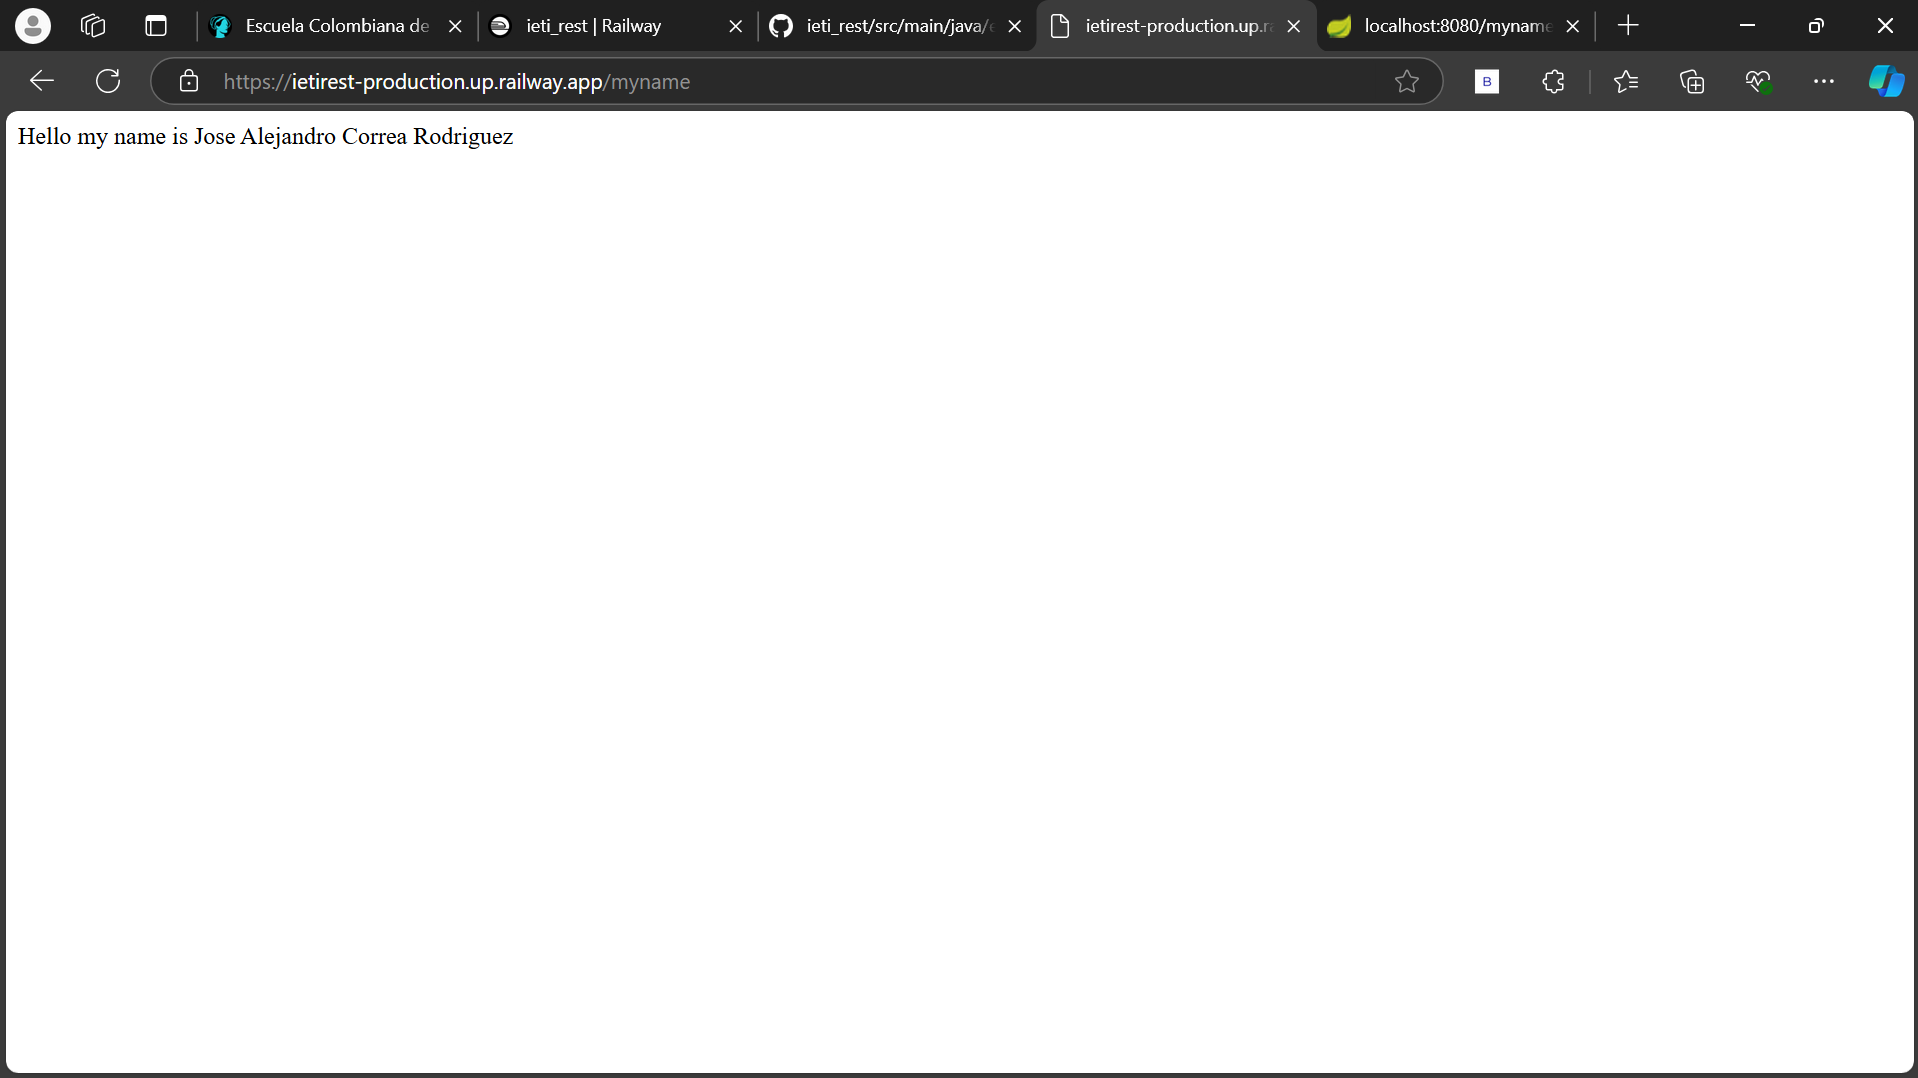 Escuela Colombiana de
ieti_rest | Railway
ieti_rest/src/main/java/e
ietirest-production.up.ra
localhost:8080/myname
https://ietirest-production.up.railway.app/myname
B
Hello my name is Jose Alejandro Correa Rodriguez